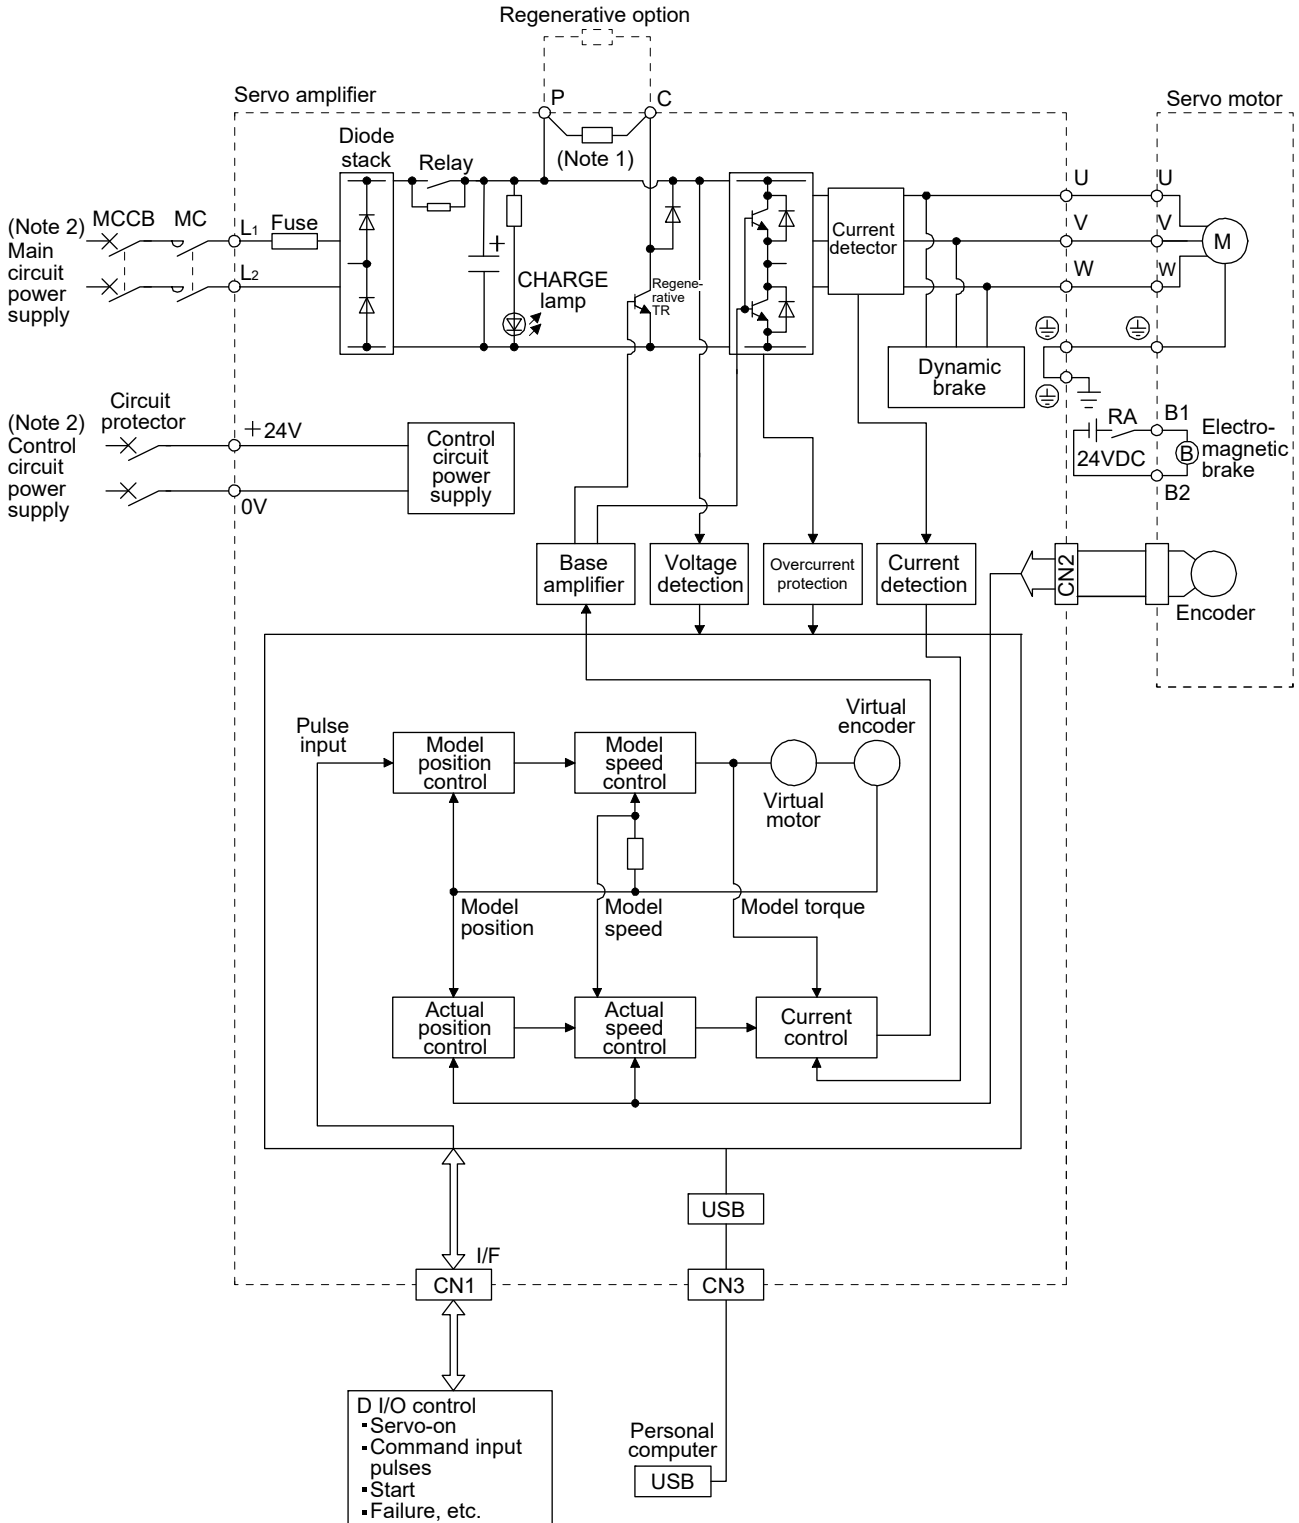 Regenerative option
Servo amplifier
P
C
Servo motor
Diode
stack
Relay
(Note 1)
U
U
(Note 2)
Main
circuit
power
supply
MCCB
MC
L1
Fuse
Current
detector
V
V
M
L2
W
W
+
CHARGE
lamp
Regene-
rative
TR
Dynamic
brake
(Note 2)
Control
circuit
power
supply
Circuit
protector
+24V
0V
Control
circuit
power
supply
RA
24VDC
B1
B
B2
Electro-
magnetic
brake
Base
amplifier
Voltage
detection
Overcurrent
protection
Current
detection
CN2
Encoder
Pulse
input
Model
position
control
Model
speed
control
Virtual
motor
Virtual
encoder
Model
position
Model
speed
Model torque
Actual
position
control
Actual
speed
control
Current
control
USB
I/F
CN1
CN3
D I/O control
▪Servo-on
▪Command input
pulses
▪Start
▪Failure, etc.
Personal
computer
USB